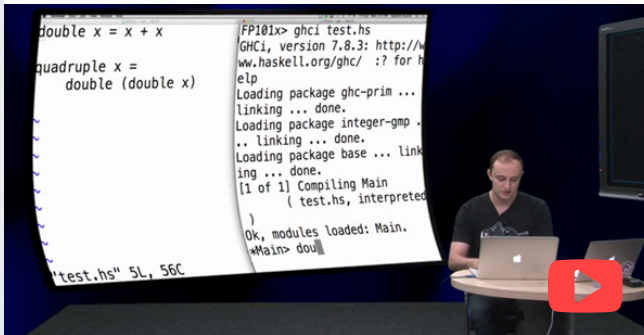 double x = x + x
quadruple x =
double (double x)
~
~
~
~
~
~
~
"test.hs" 5L, 56C
FP101x> ghci test.hs
GHCi, version 7.8.3: http://w
ww.haskell.org/ghc/ :? for h
elp
Loading package ghc-prim ...
linking ... done.
Loading package integer-gmp .
.. linking ... done.
Loading package base ... link
ing ... done.
[1 of 1] Compiling Main
( test.hs, interpreted
)
Ok, modules loaded: Main.
*Main> dou